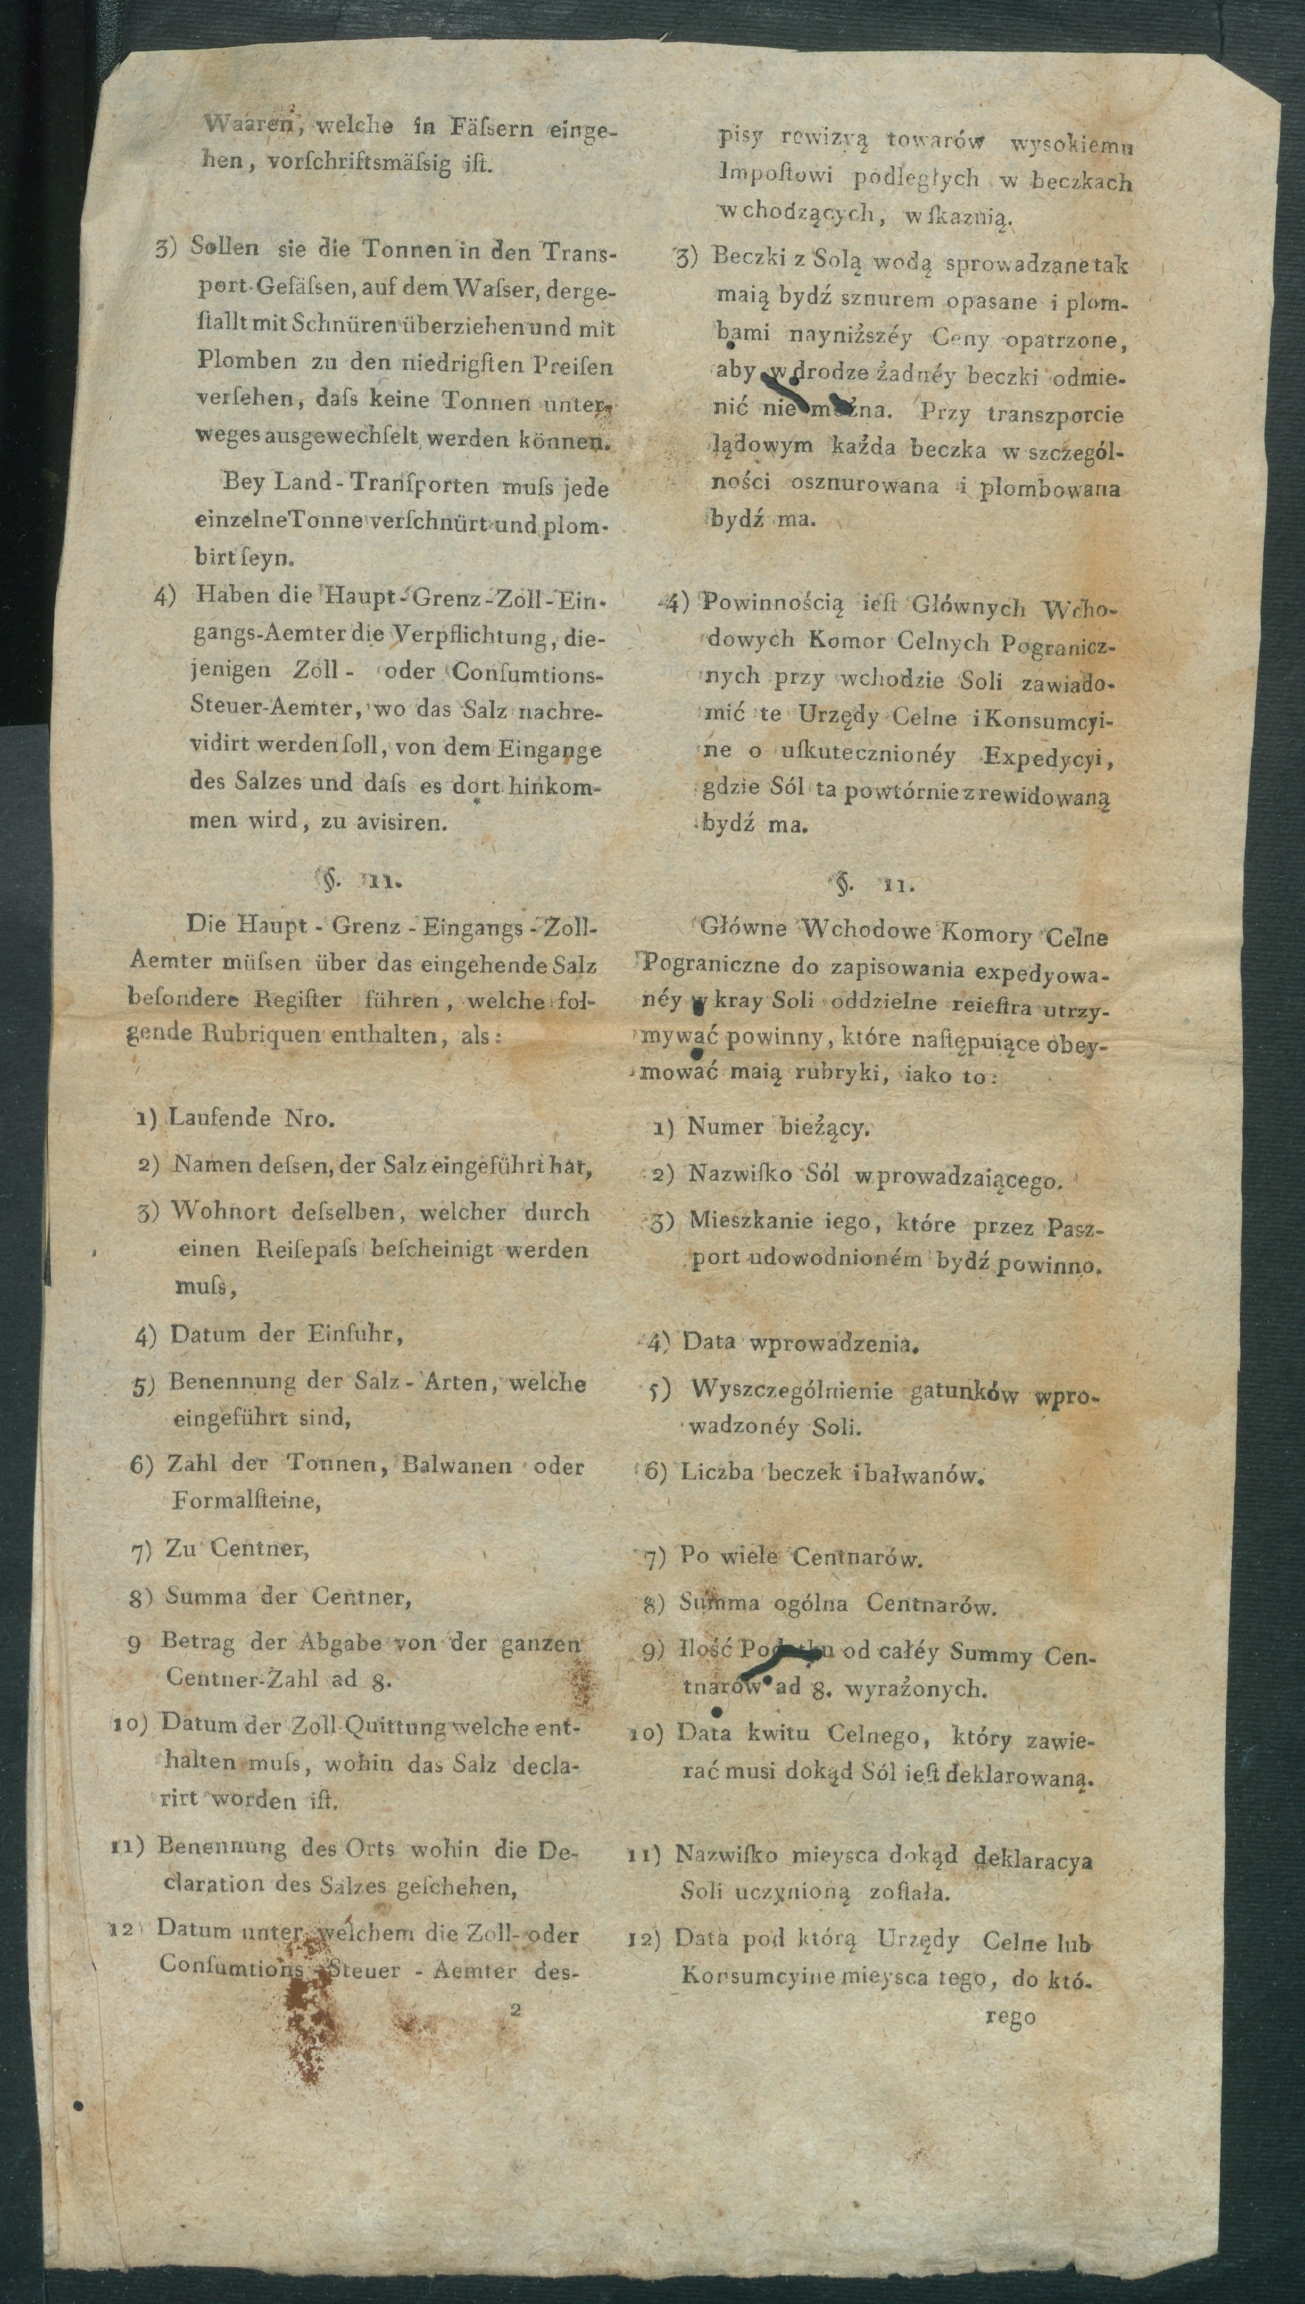 Waaren, welche in Fäſsern einge-
hen, vorſchriftsmäſsig iſt.
3) Sollen sie die Tonnen in den Trans-
port-Gefäſsen, auf dem Waſser, derge-
ſtallt mit Schnüren überziehen und mit
Plomben zu den niedrigſten Preiſen
verſehen, daſs keine Tonnen unter-
weges ausgewechſelt werden können.
Bey Land-Tranſporten muſs jede
einzelne Tonne verſchnürt und plom-
birt ſeyn.
4) Haben die Haupt-Grenz-Zoll-Ein-
gangs-Aemter die Verpflichtung, die-
jenigen Zoll- oder Conſumtions-
Steuer-Aemter, wo das Salz nachre-
vidirt werden ſoll, von dem Eingange
des Salzes und daſs es dort hinkom-
men wird, zu avisiren.
§. 11.
Die Haupt-Grenz-Eingangs-Zoll-
Aemter müſsen über das eingehende Salz
beſondere Regiſter führen, welche fol-
gende Rubriquen enthalten, als:
1) Laufende Nro.
2) Namen deſsen, der Salz eingeführt hat,
3) Wohnort deſselben, welcher durch
einen Reiſepaſs beſcheinigt werden
muſs,
4) Datum der Einfuhr,
5) Benennung der Salz-Arten, welche
eingeführt sind,
6) Zahl der Tonnen, Balwanen oder
Formalſteine,
7) Zu Centner,
8) Summa der Centner,
9 Betrag der Abgabe von der ganzen
Centner-Zahl ad 8.
10) Datum der Zoll-Quittung welche ent-
halten muſs, wohin das Salz decla-
rirt worden iſt.
11) Benennung des Orts wohin die De-
claration des Salzes geſchehen,
12) Datum unter welchem die Zoll- oder
Conſumtions-Steuer-Aemter des-
2
pisy rewizyą towarów wysokiemu
Impoſtowi podległych w beczkach
wchodzących, wſkaznią.
3) Beczki z Solą wodą sprowadzane tak
maią bydź sznurem opasane i plom-
bami nayniższéy Ceny opatrzone,
aby w drodze żadnéy beczki odmie-
nić nie można. Przy transzporcie
lądowym każda beczka w szczegól-
ności osznurowana i plombowana
bydź ma.
4) Powinnością ieſt Głównych Wcho-
dowych Komor Celnych Pogranicz-
nych przy wchodzie Soli zawiado-
mić te Urzędy Celne i Konsumcyi-
ne o uſkutecznionéy Expedycyi,
gdzie Sól ta powtórnie zrewidowaną
bydź ma.
§. 11.
Główne Wchodowe Komory Celne
Pograniczne do zapisowania expedyowa-
néy w kray Soli oddzielne reieſtra utrzy-
mywać powinny, które naſtępuiące obey-
mować maią rubryki, iako to:
1) Numer bieżący.
2) Nazwiſko Sól wprowadzaiącego.
3) Mieszkanie iego, które przez Pasz-
port udowodnioném bydź powinno.
4) Data wprowadzenia.
5) Wyszczególnienie gatunków wpro-
wadzonéy Soli.
6) Liczba beczek i bałwanów.
7) Po wiele Centnarów.
8) Summa ogólna Centnarów.
9) Ilość Podatku od całéy Summy Cen-
tnarów ad 8. wyrażonych.
10) Data kwitu Celnego, który zawie-
rać musi dokąd Sól ieſt deklarowaną.
11) Nazwiſko mieysca dokąd deklaracya
Soli uczynioną zoſtała.
12) Data pod którą Urzędy Celne lub
Konsumcyine mieysca tego, do któ-
rego